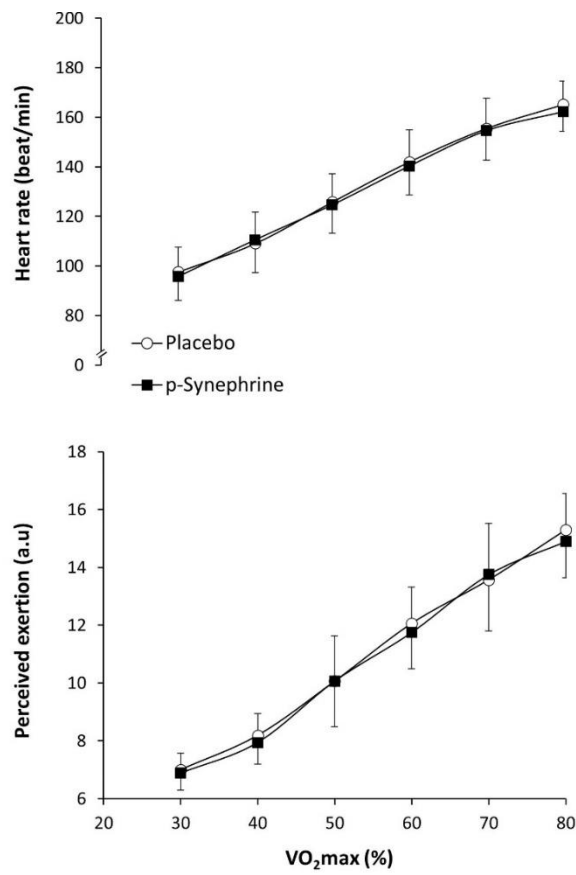 Heart rate (beat/min)
200
180
160
140
120
100
80
0
Placebo
p-Synephrine
Perceived exertion (a.u)
18
16
14
12
10
8
6
20 30 40 50 60 70 80
VO₂max (%)